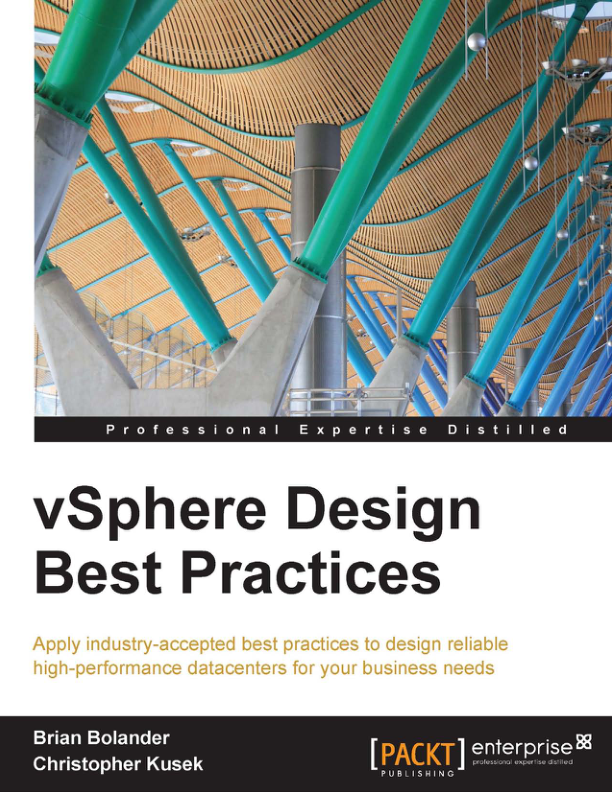 Professional Expertise Distilled
vSphere Design
Best Practices
Apply industry-accepted best practices to design reliable
high-performance datacenters for your business needs
Brian Bolander
Christopher Kusek
[PACKT] enterprise
PUBLISHING
professional expertise distilled